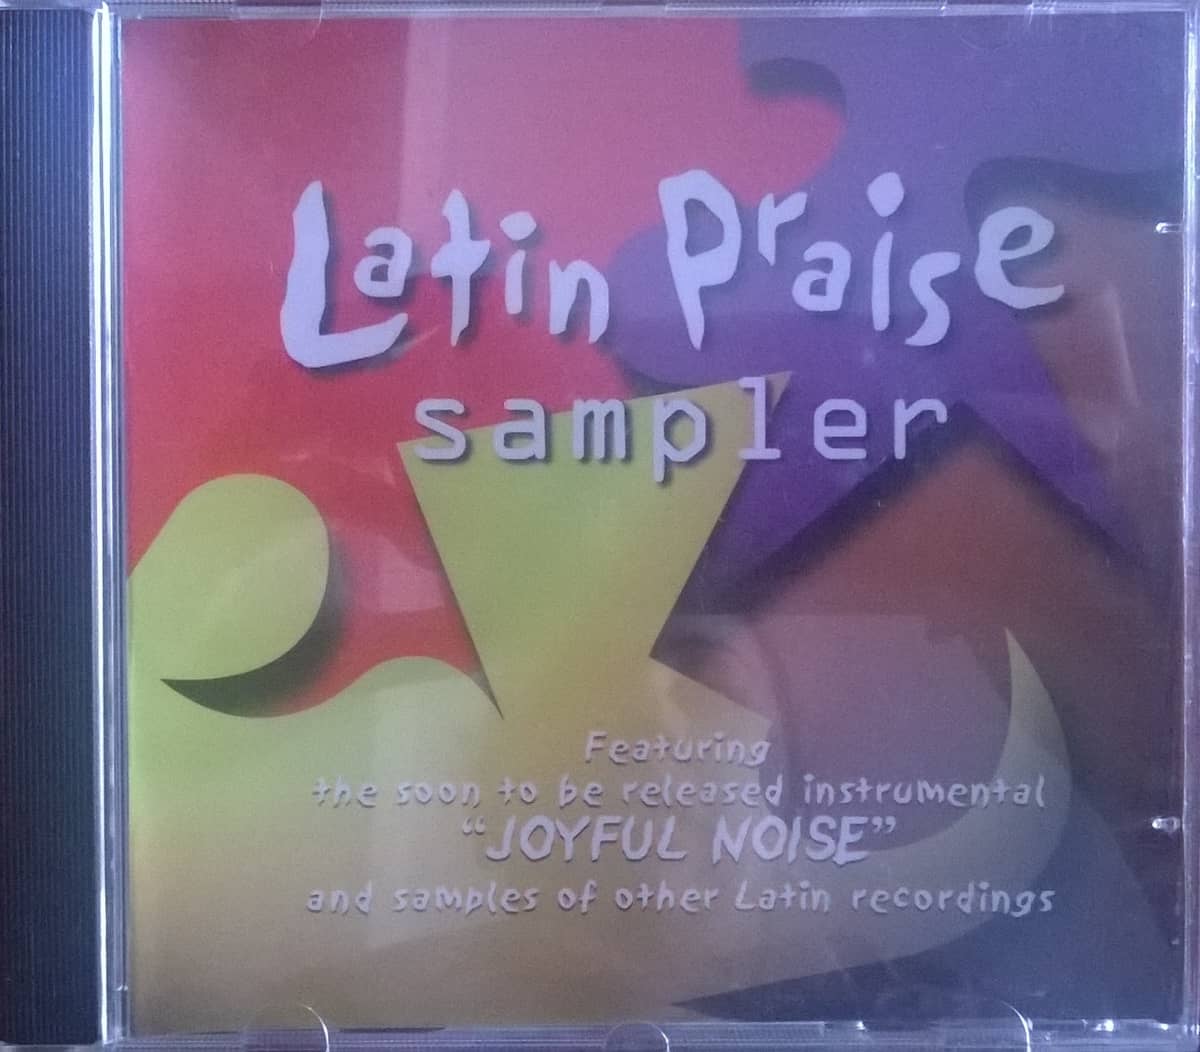 Latin Praise
sampler
Featuring
the soon to be released instrumental
“JOYFUL NOISE”
and samples of other Latin recordings